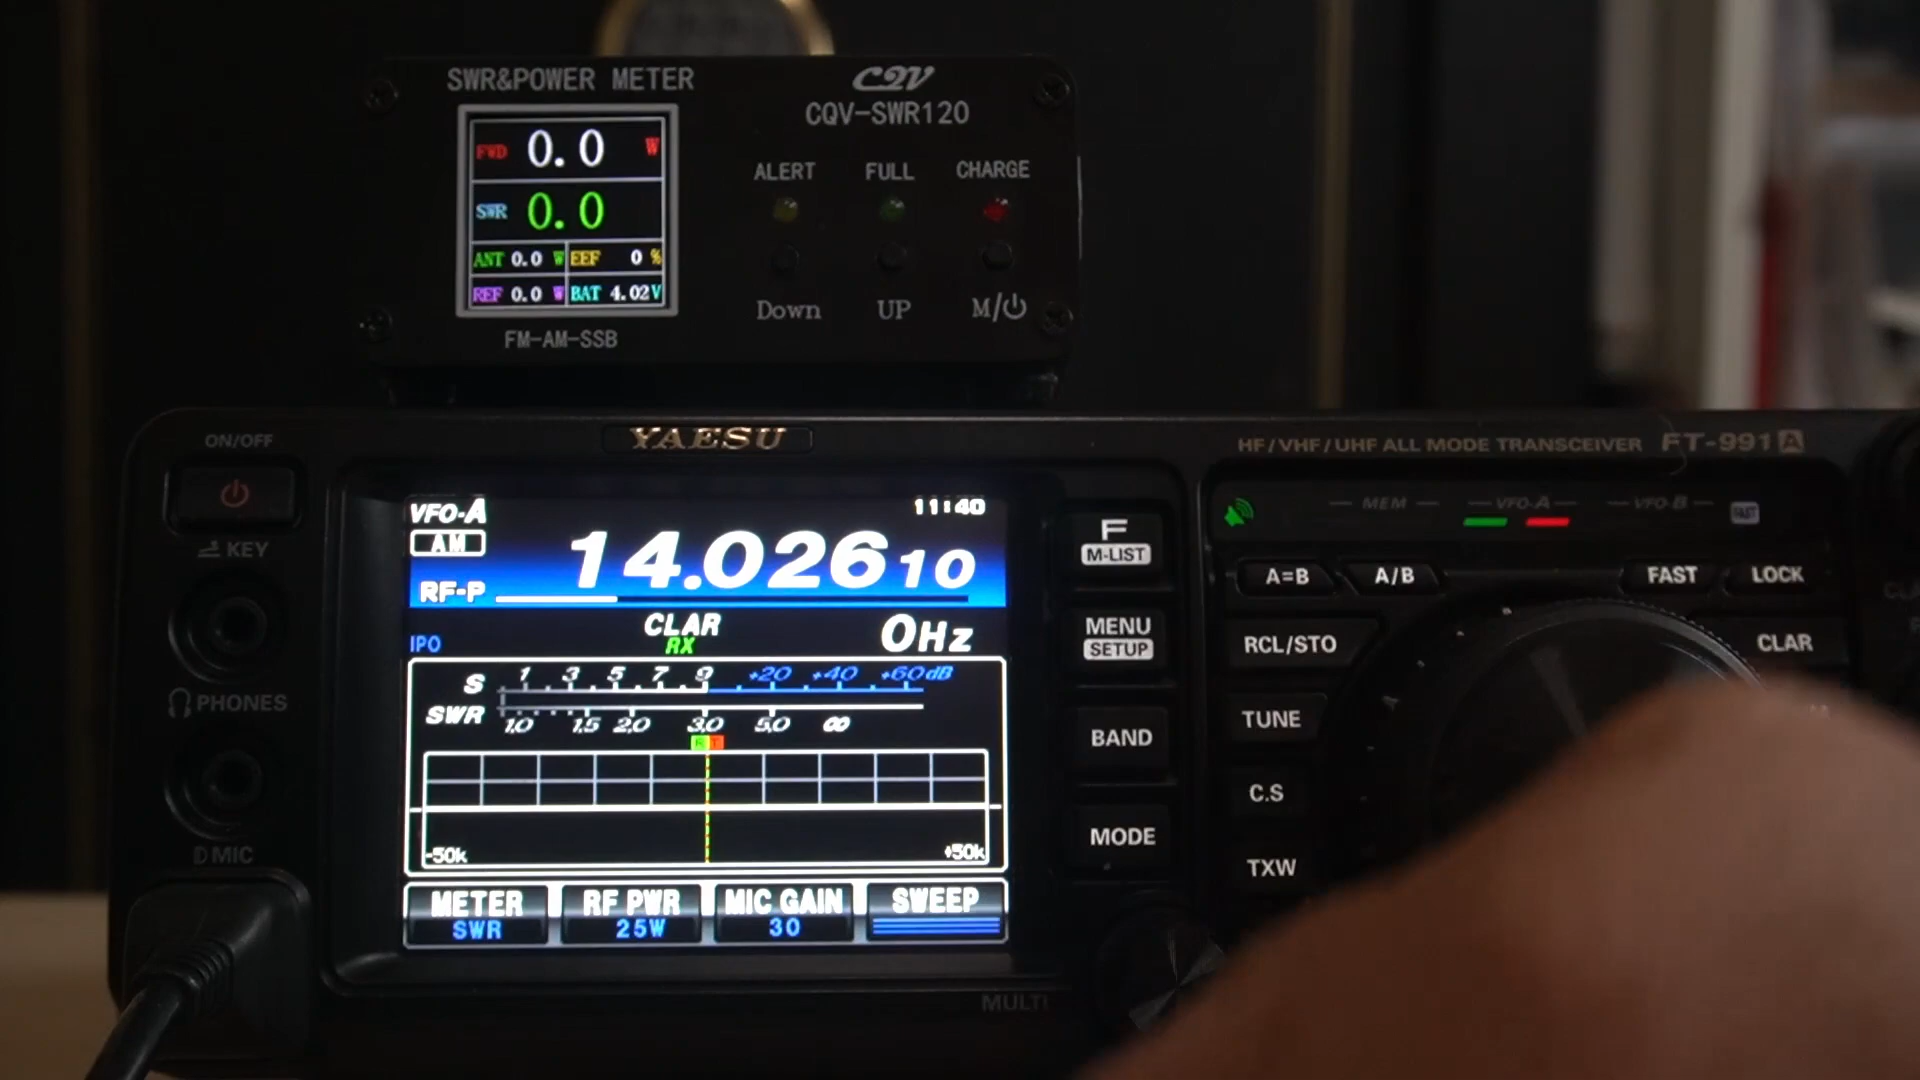 SWR&POWER METER
CQV
CQV-SWR120
FWD 0.0 W
SWR 0.0
ANT 0.0 W EEF 0 %
REF 0.0 W BAT 4.02V
FM-AM-SSB
ALERT FULL CHARGE
Down UP M/
ON/OFF
YAESU
HF/VHF/UHF ALL MODE TRANSCEIVER FT-991A
KEY
PHONES
MIC
VFO-A 11:40
AM
14.026 10
RF-P
CLAR
IPO RX 0Hz
S 1 3 5 7 9 +20 +40 +60dB
SWR 1.0 1.5 2.0 3.0 5.0 ∞
R T
-50k +50k
METER RF PWR MIC GAIN SWEEP
SWR 25W 30
F
M-LIST
MENU
SETUP
BAND
MODE
MULTI
MEM VFO-A VFO-B FAST
A=B A/B FAST LOCK
RCL/STO CLAR
TUNE
C.S
TXW